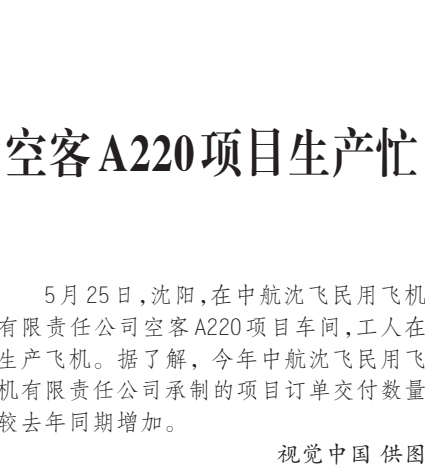 空客A220项目生产忙
5月25日,沈阳,在中航沈飞民用飞机
有限责任公司空客A220项目车间,工人在
生产飞机。据了解，今年中航沈飞民用飞
机有限责任公司承制的项目订单交付数量
较去年同期增加。
视觉中国 供图